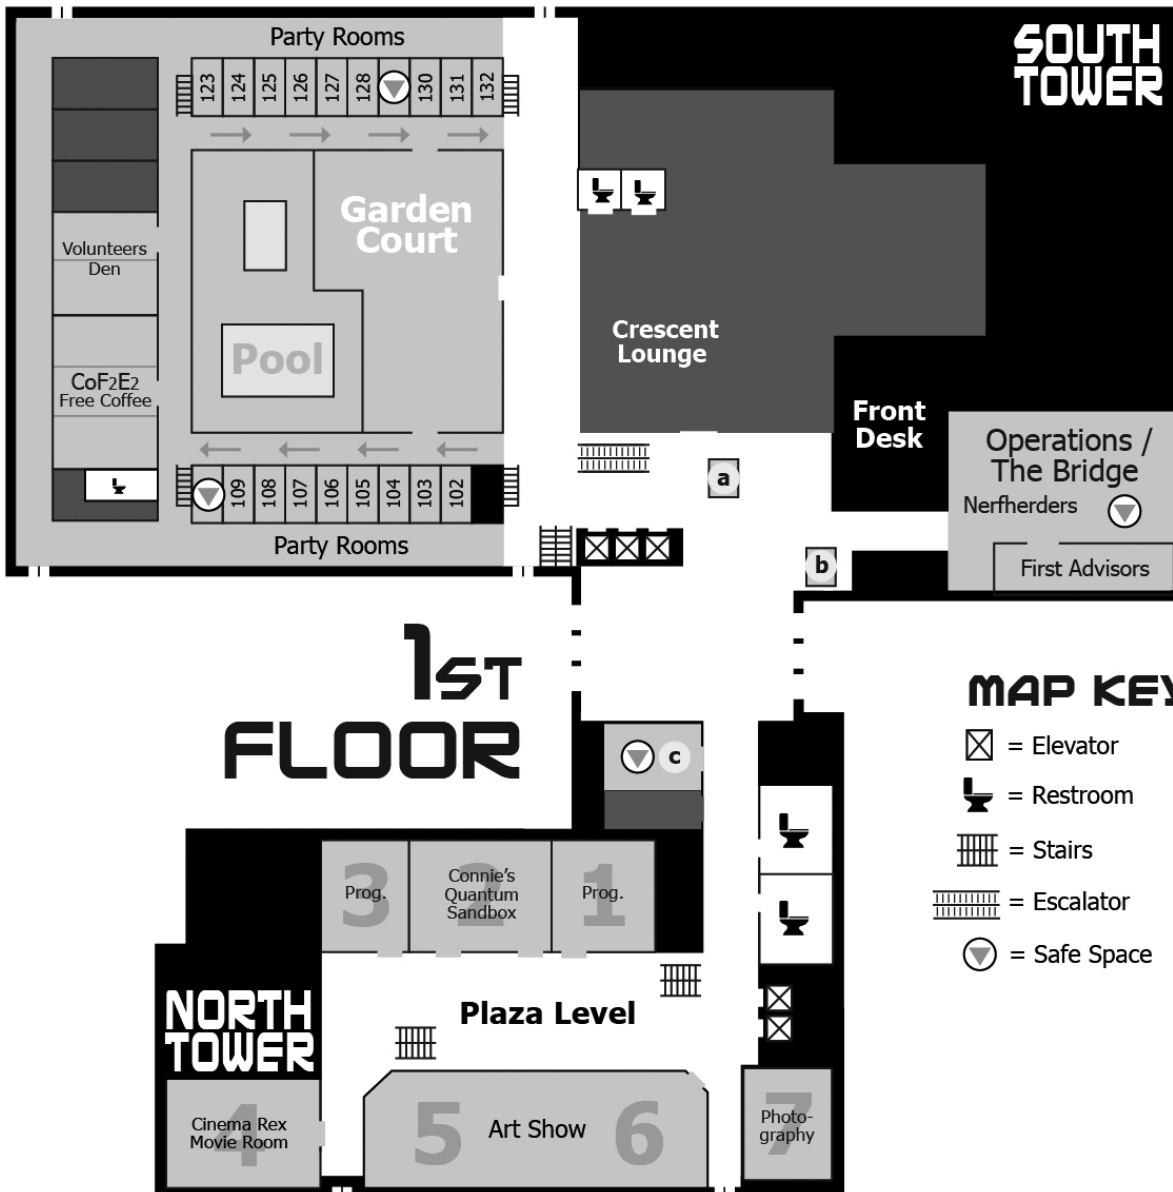 Party Rooms
SOUTH
TOWER
123
124
125
126
127
128
130
131
132
Garden
Court
Volunteers
Den
Pool
Crescent
Lounge
CoF2E2
Free Coffee
Front
Desk
Operations /
The Bridge
Nerfherders
First Advisors
a
b
109
108
107
106
105
104
103
102
Party Rooms
1ST
FLOOR
MAP KEY
= Elevator
= Restroom
= Stairs
= Escalator
= Safe Space
c
3
Prog.
2
Connie's
Quantum
Sandbox
1
Prog.
NORTH
TOWER
Plaza Level
4
Cinema Rex
Movie Room
5
Art Show
6
7
Photo-
graphy